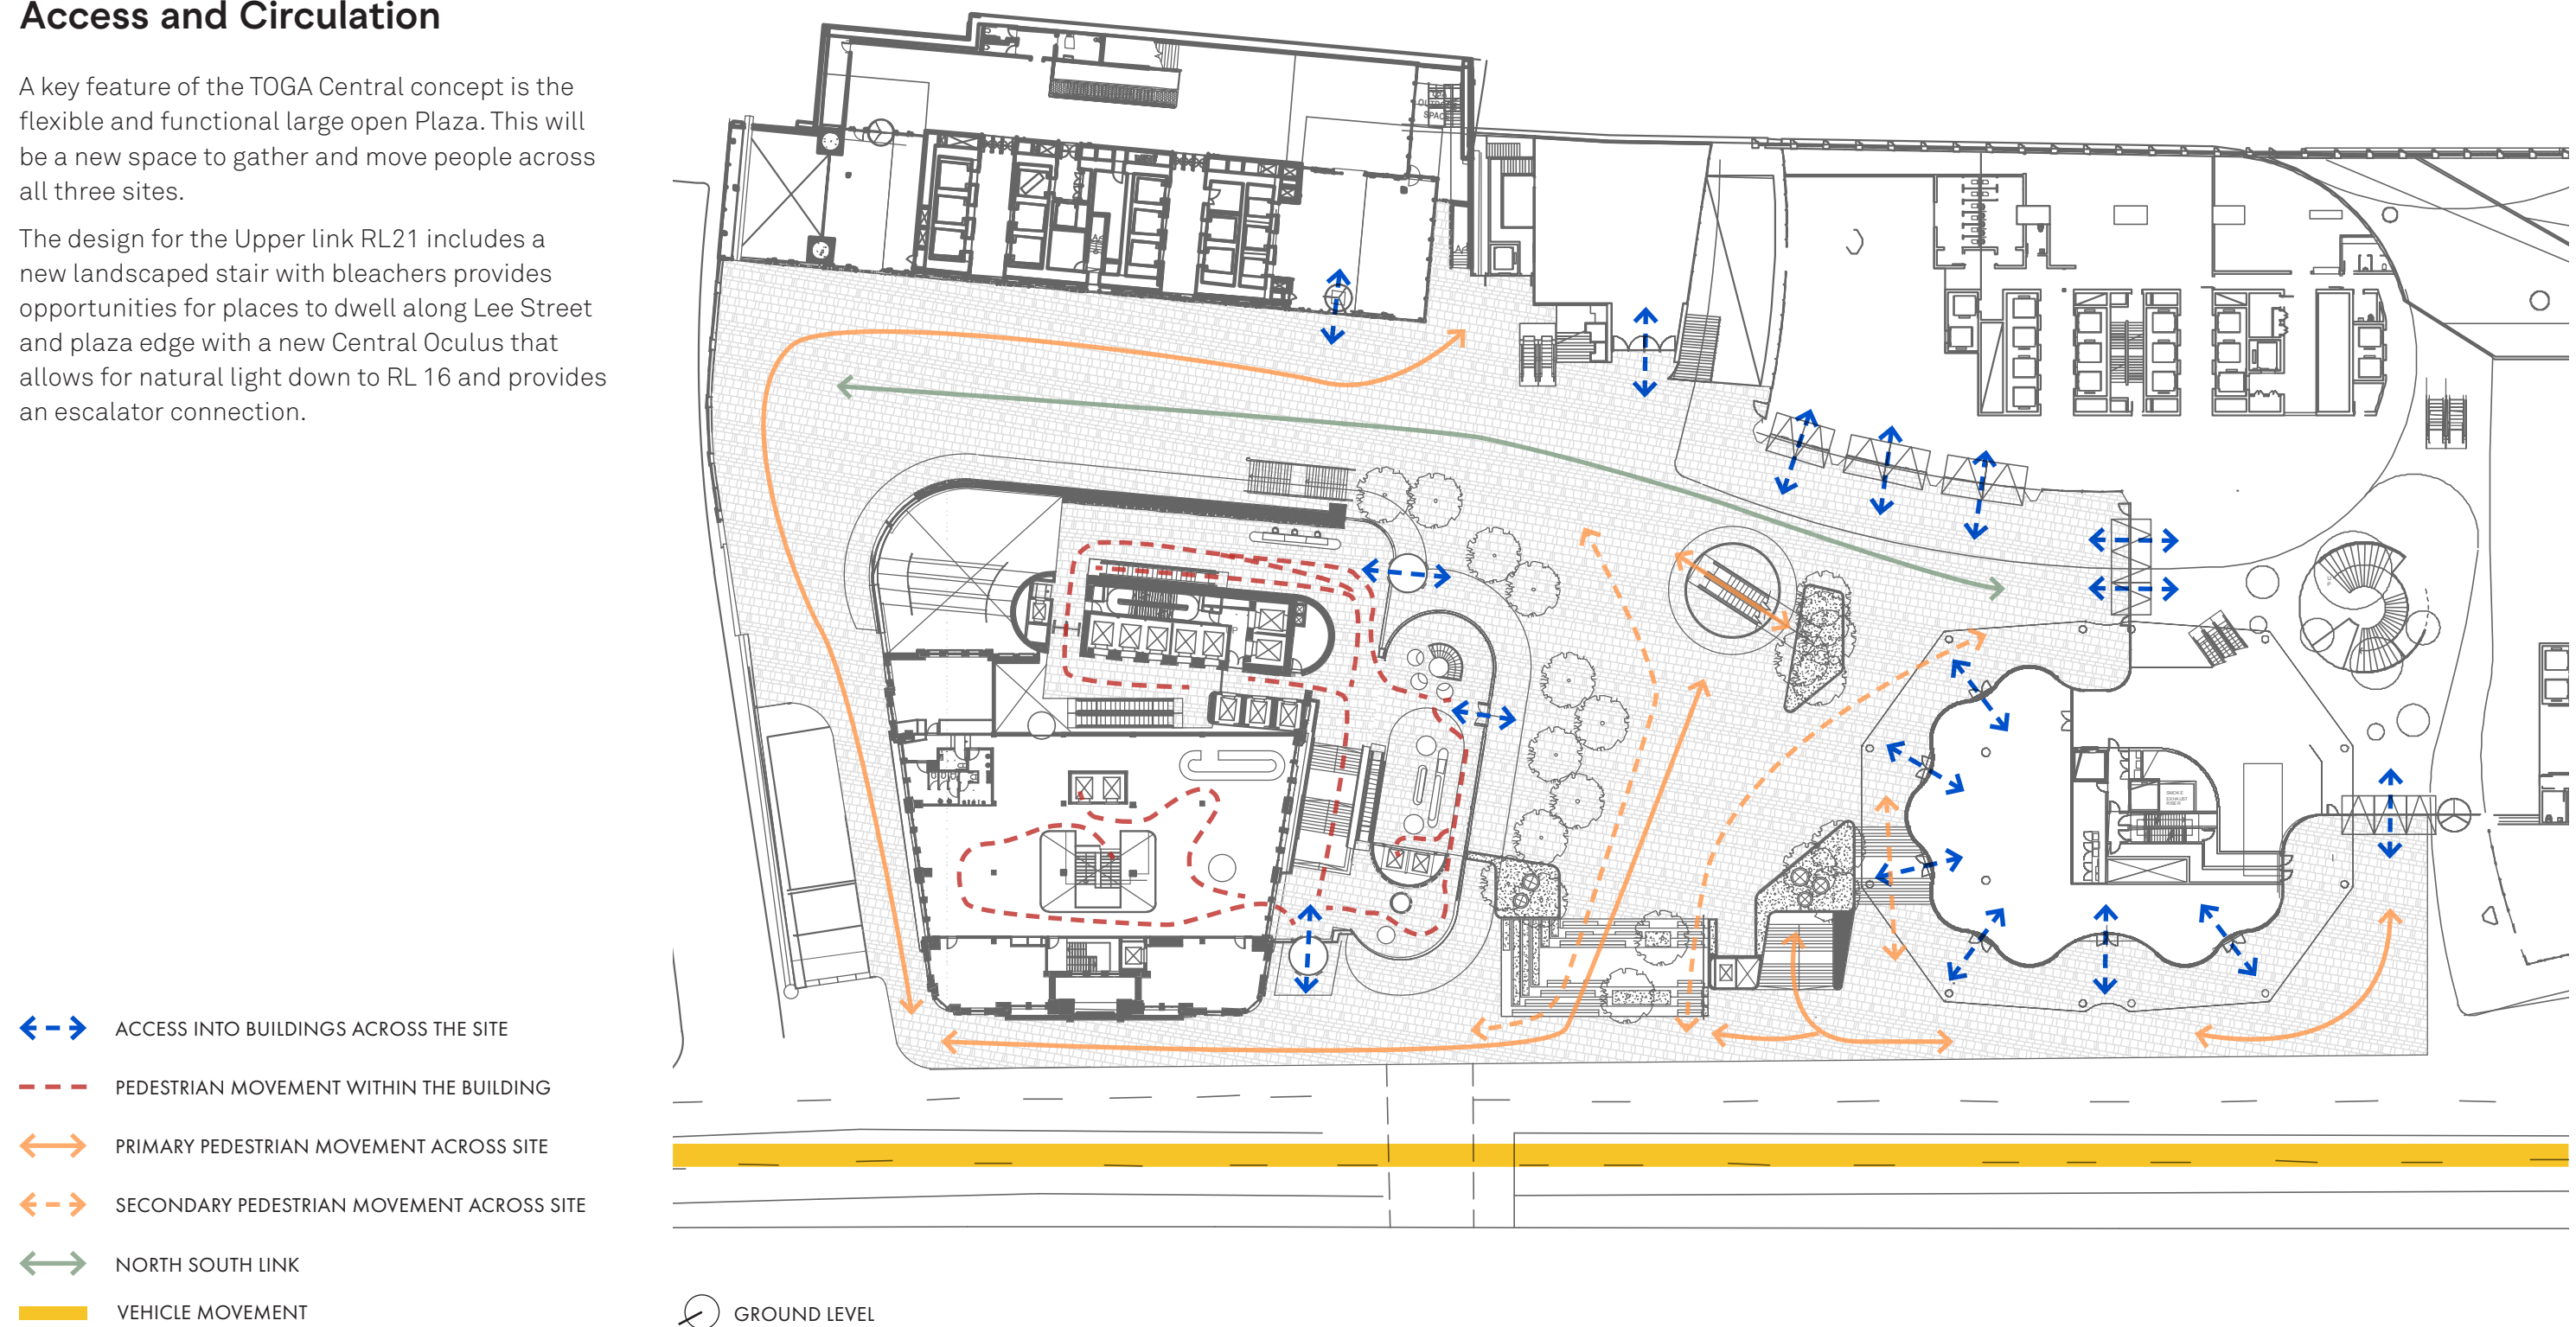 Access and Circulation
A key feature of the TOGA Central concept is the
flexible and functional large open Plaza. This will
be a new space to gather and move people across
all three sites.
The design for the Upper link RL21 includes a
new landscaped stair with bleachers provides
opportunities for places to dwell along Lee Street
and plaza edge with a new Central Oculus that
allows for natural light down to RL 16 and provides
an escalator connection.
ACCESS INTO BUILDINGS ACROSS THE SITE
PEDESTRIAN MOVEMENT WITHIN THE BUILDING
PRIMARY PEDESTRIAN MOVEMENT ACROSS SITE
SECONDARY PEDESTRIAN MOVEMENT ACROSS SITE
NORTH SOUTH LINK
VEHICLE MOVEMENT
GROUND LEVEL
SMOKE
EXHAUST
RISER
SPACE